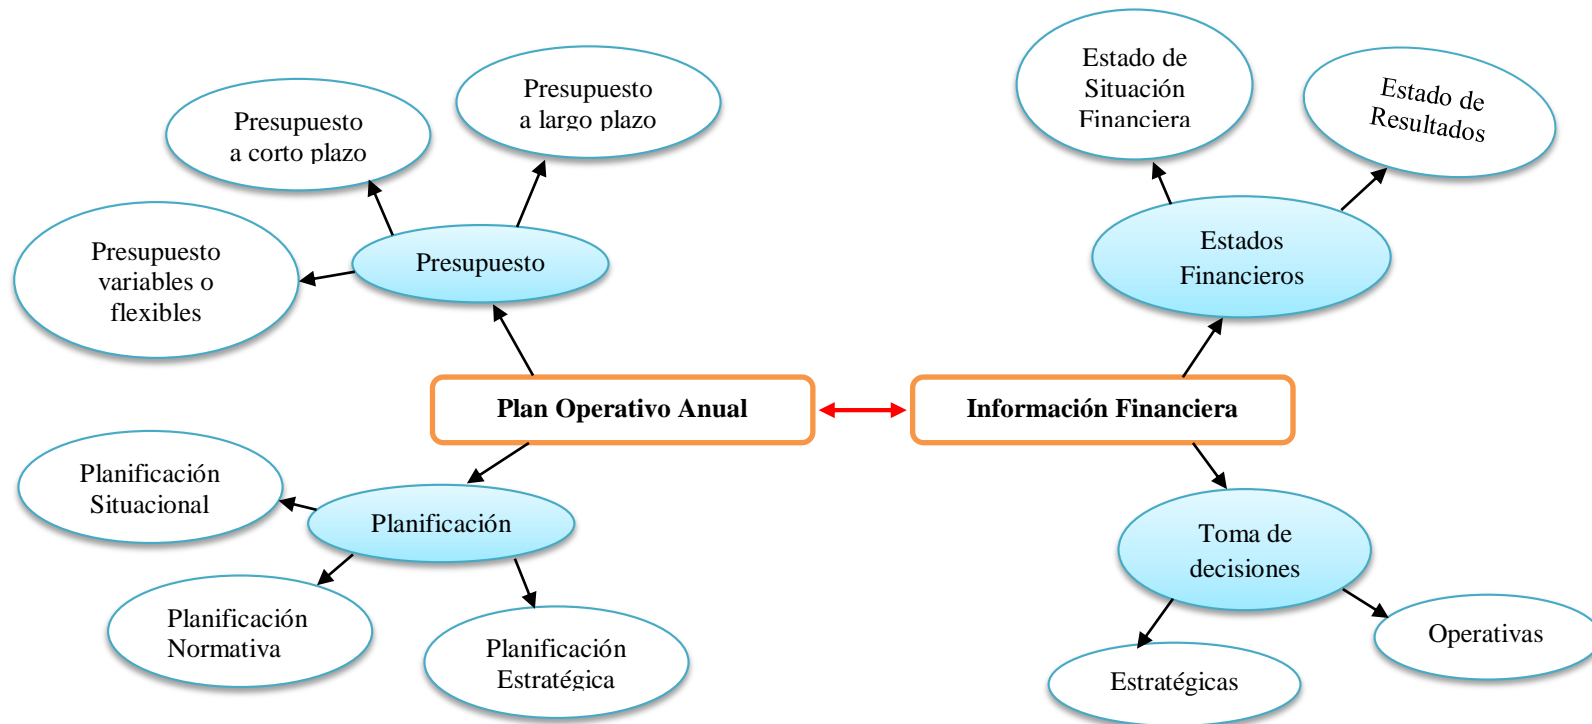 Presupuesto
a largo plazo
Presupuesto
a corto plazo
Presupuesto
variables o
flexibles
Presupuesto
Estado de
Situación
Financiera
Estado de
Resultados
Estados
Financieros
Plan Operativo Anual
Información Financiera
Planificación
Situacional
Planificación
Planificación
Normativa
Planificación
Estratégica
Toma de
decisiones
Operativas
Estratégicas